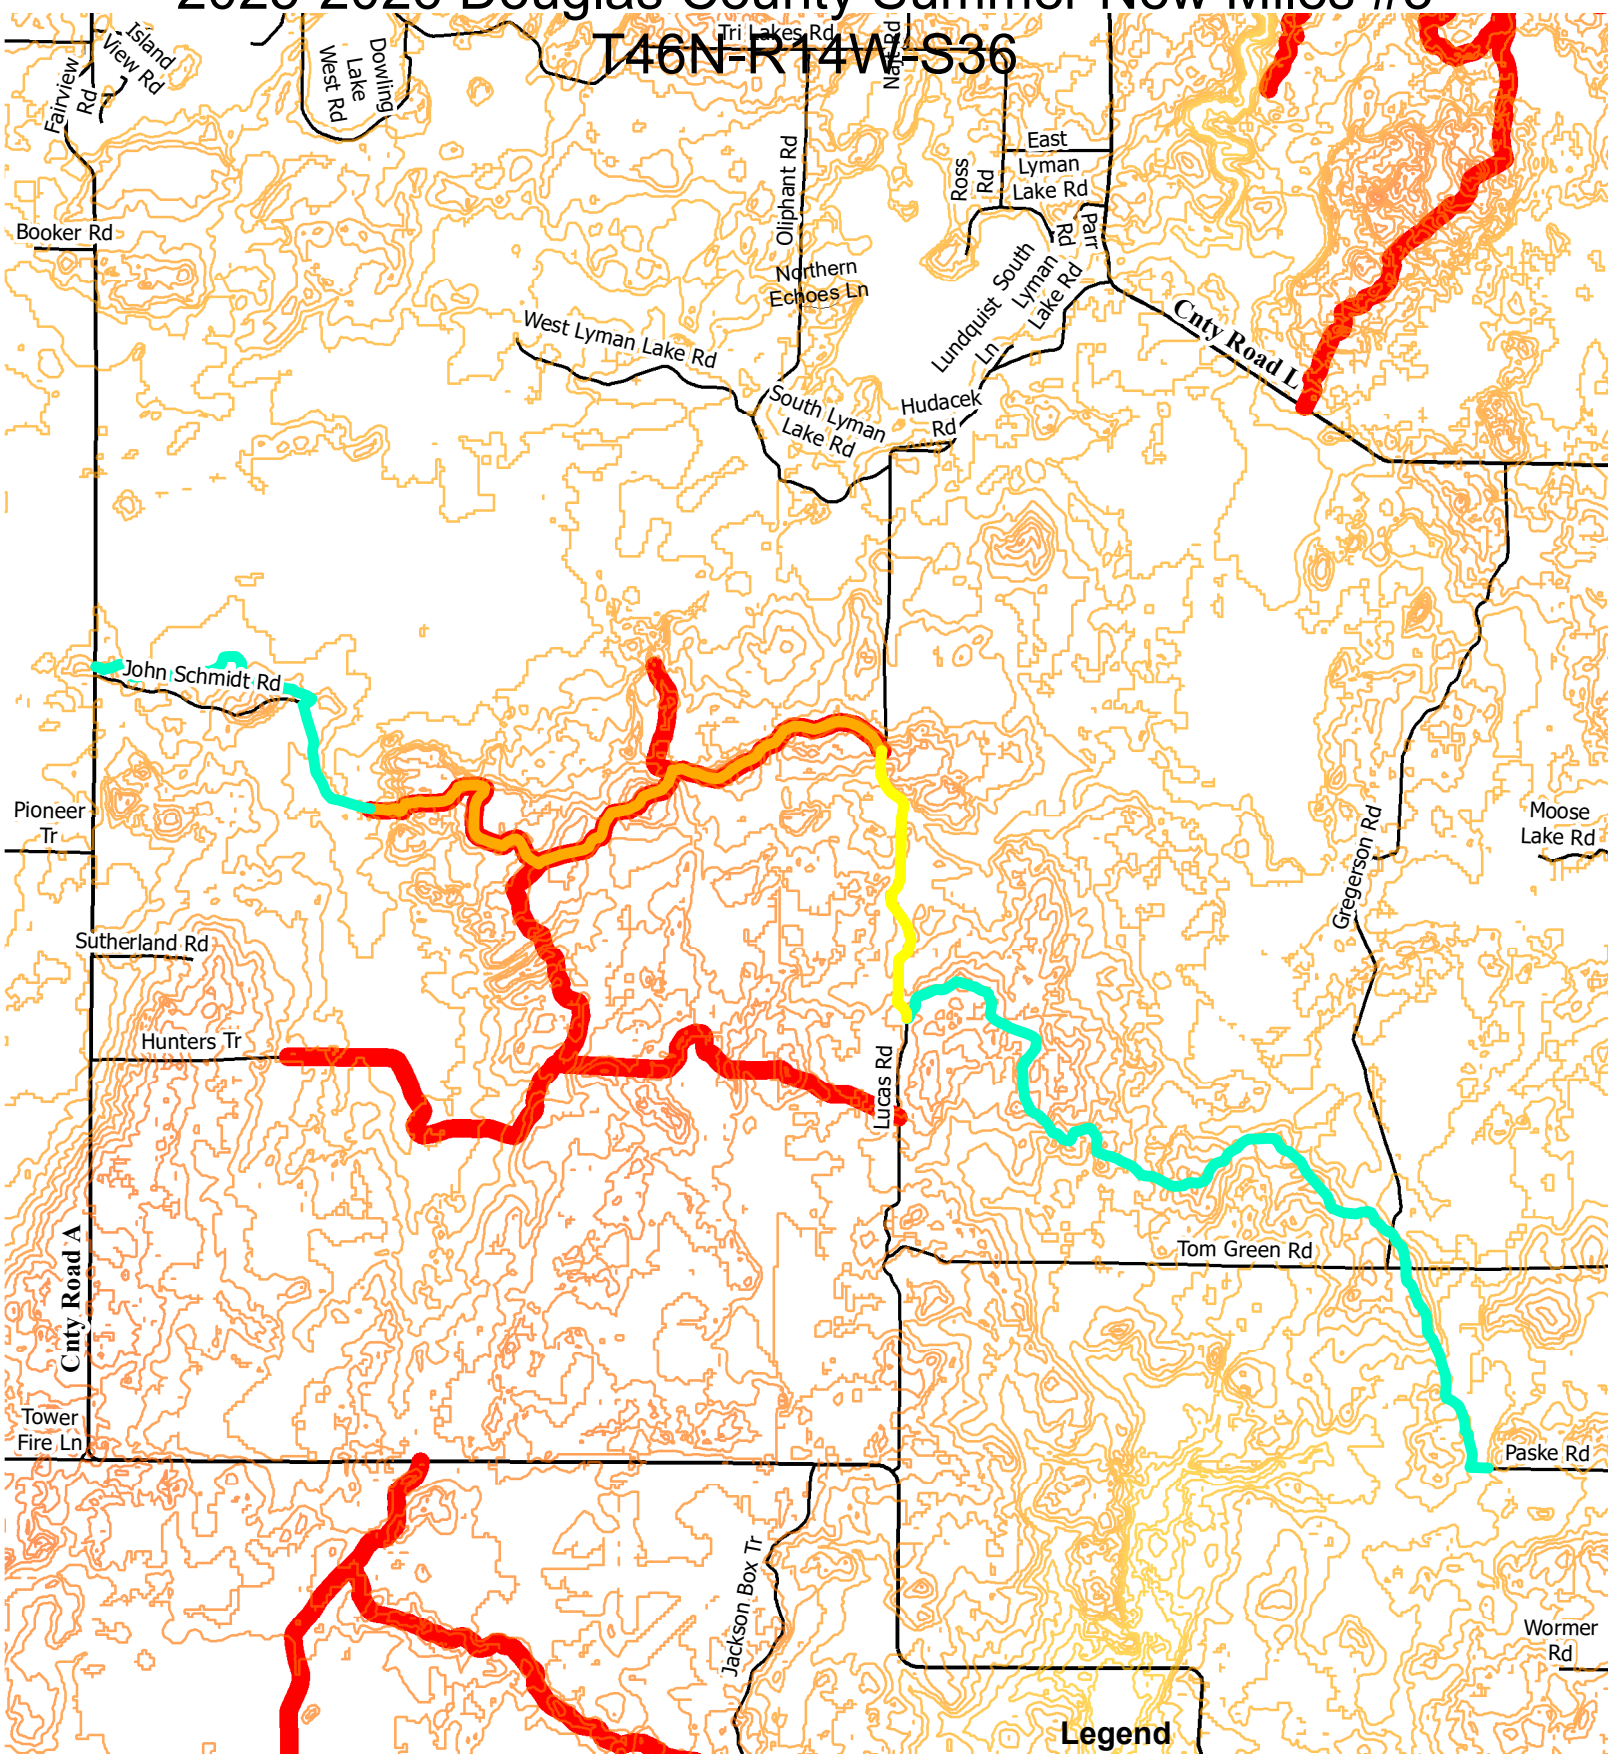 T46N-R14W-S36
Tri Lakes Rd
Nari Rd
Island
View Rd
Fairview
Rd
Dowling
Lake
West Rd
Oliphant Rd
East
Lyman
Lake Rd
Ross
Rd
Parr
Rd
Booker Rd
Northern
Echoes Ln
South
Lyman
Lake Rd
Lundquist
Ln
Cnty Road L
West Lyman Lake Rd
South Lyman
Lake Rd
Hudacek
Rd
John Schmidt Rd
Pioneer
Tr
Moose
Lake Rd
Gregerson Rd
Sutherland Rd
Hunters Tr
Lucas Rd
Tom Green Rd
Cnty Road A
Tower
Fire Ln
Paske Rd
Jackson Box Tr
Wormer
Rd
Legend